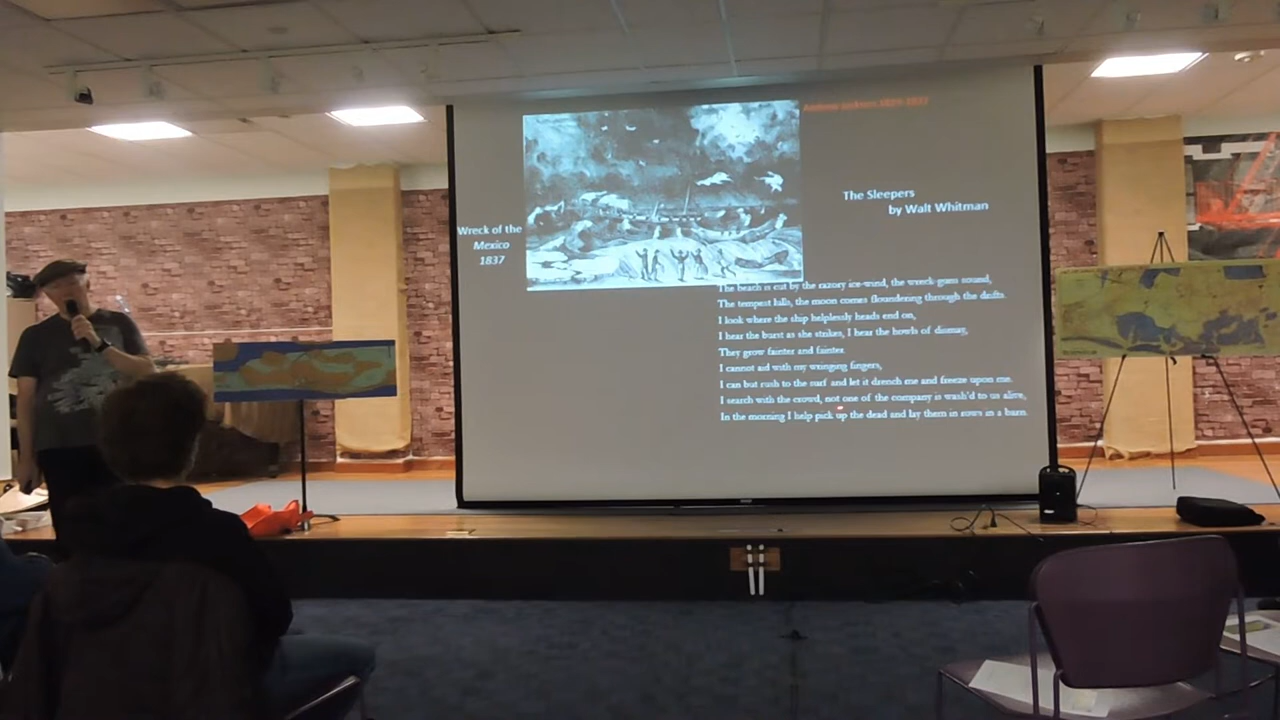 Andrew Jackson 1829-1837
Wreck of the
Mexico
1837
The Sleepers
by Walt Whitman
The beach is cut by the razory ice-wind, the wreck-guns sound,
The tempest lulls, the moon comes floundering through the drifts.
I look where the ship helplessly heads end on,
I hear the burst as she strikes, I hear the howls of dismay,
They grow fainter and fainter.
I cannot aid with my wringing fingers,
I can but rush to the surf and let it drench me and freeze upon me.
I search with the crowd, not one of the company is wash'd to us alive,
In the morning I help pick up the dead and lay them in rows in a barn.